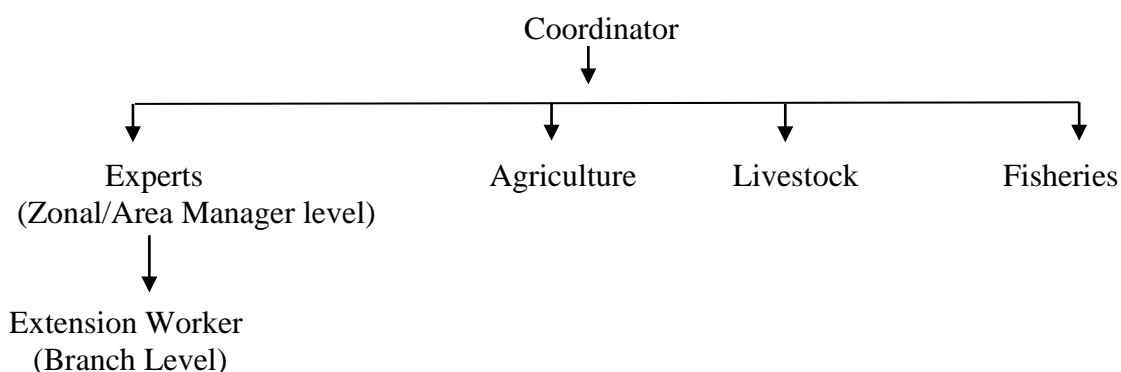 Coordinator
Experts Agriculture Livestock Fisheries
(Zonal/Area Manager level)
Extension Worker
(Branch Level)